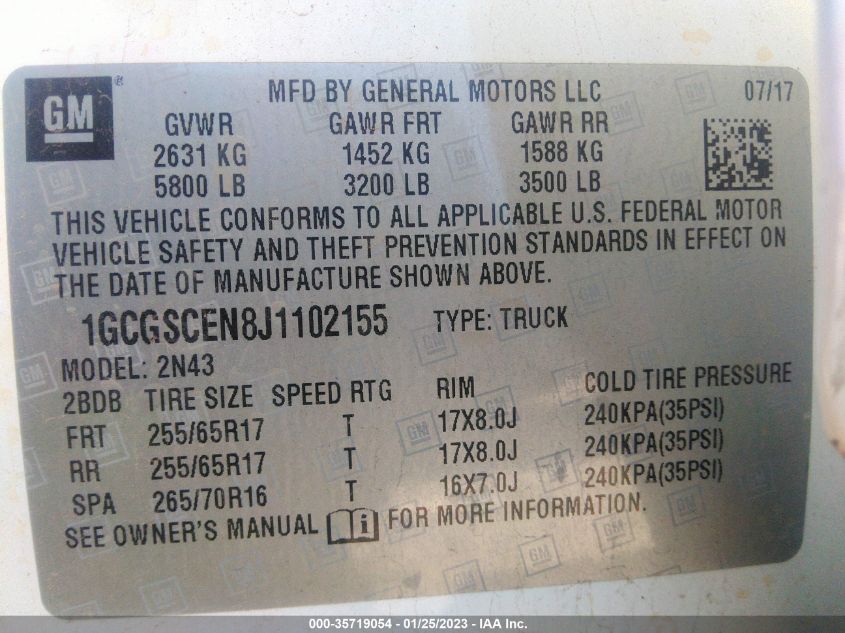 GM ® MFD BY GENERAL MOTORS LLC 07/17
GVWR GAWR FRT GAWR RR
2631 KG 1452 KG 1588 KG
5800 LB 3200 LB 3500 LB
THIS VEHICLE CONFORMS TO ALL APPLICABLE U.S. FEDERAL MOTOR
VEHICLE SAFETY AND THEFT PREVENTION STANDARDS IN EFFECT ON
THE DATE OF MANUFACTURE SHOWN ABOVE.
1GCGSCEN8J1102155 TYPE: TRUCK
MODEL: 2N43
2BDB TIRE SIZE SPEED RTG RIM COLD TIRE PRESSURE
FRT 255/65R17 T 17X8.0J 240KPA(35PSI)
RR 255/65R17 T 17X8.0J 240KPA(35PSI)
SPA 265/70R16 T 16X7.0J 240KPA(35PSI)
SEE OWNER'S MANUAL i FOR MORE INFORMATION.
000-35719054 - 01/25/2023 - IAA Inc.